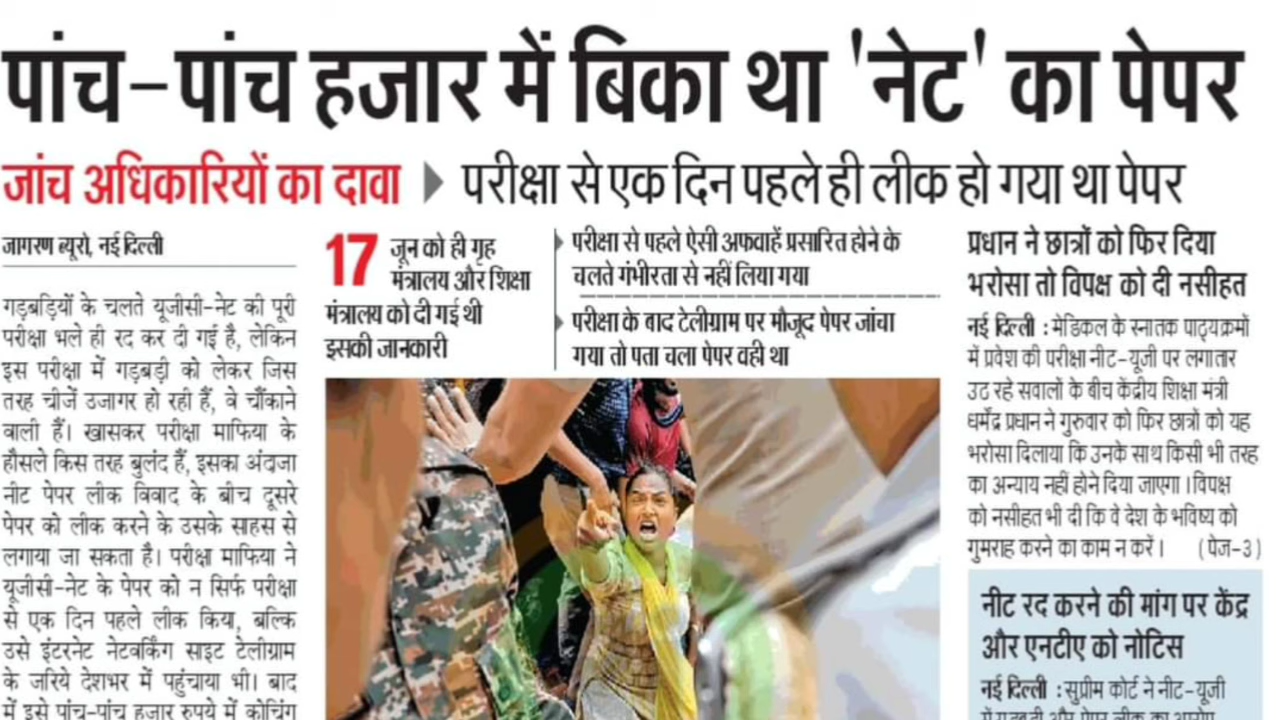 पांच-पांच हजार में बिका था 'नेट' का पेपर
जांच अधिकारियों का दावा ▶ परीक्षा से एक दिन पहले ही लीक हो गया था पेपर
जागरण ब्यूरो, नई दिल्ली
गड़बड़ियों के चलते यूजीसी-नेट की पूरी
परीक्षा भले ही रद कर दी गई है, लेकिन
इस परीक्षा में गड़बड़ी को लेकर जिस
तरह चीजें उजागर हो रही हैं, वे चौंकाने
वाली हैं। खासकर परीक्षा माफिया के
हौसले किस तरह बुलंद हैं, इसका अंदाजा
नीट पेपर लीक विवाद के बीच दूसरे
पेपर को लीक करने के उसके साहस से
लगाया जा सकता है। परीक्षा माफिया ने
यूजीसी-नेट के पेपर को न सिर्फ परीक्षा
से एक दिन पहले लीक किया, बल्कि
उसे इंटरनेट नेटवर्किंग साइट टेलीग्राम
के जरिये देशभर में पहुंचाया भी। बाद
में इसे पांच-पांच हजार रुपये में कोचिंग
17 जून को ही गृह
मंत्रालय और शिक्षा
मंत्रालय को दी गई थी
इसकी जानकारी
परीक्षा से पहले ऐसी अफवाहें प्रसारित होने के
चलते गंभीरता से नहीं लिया गया
परीक्षा के बाद टेलीग्राम पर मौजूद पेपर जांचा
गया तो पता चला पेपर वही था
प्रधान ने छात्रों को फिर दिया
भरोसा तो विपक्ष को दी नसीहत
नई दिल्ली : मेडिकल के स्नातक पाठ्यक्रमों
में प्रवेश की परीक्षा नीट-यूजी पर लगातार
उट रहे सवालों के बीच केंद्रीय शिक्षा मंत्री
धर्मेंद्र प्रधान ने गुरुवार को फिर छात्रों को यह
भरोसा दिलाया कि उनके साथ किसी भी तरह
का अन्याय नहीं होने दिया जाएगा। विपक्ष
को नसीहत भी दी कि वे देश के भविष्य को
गुमराह करने का काम न करें। (पेज-3)
नीट रद करने की मांग पर केंद्र
और एनटीए को नोटिस
नई दिल्ली : सुप्रीम कोर्ट ने नीट-यूजी